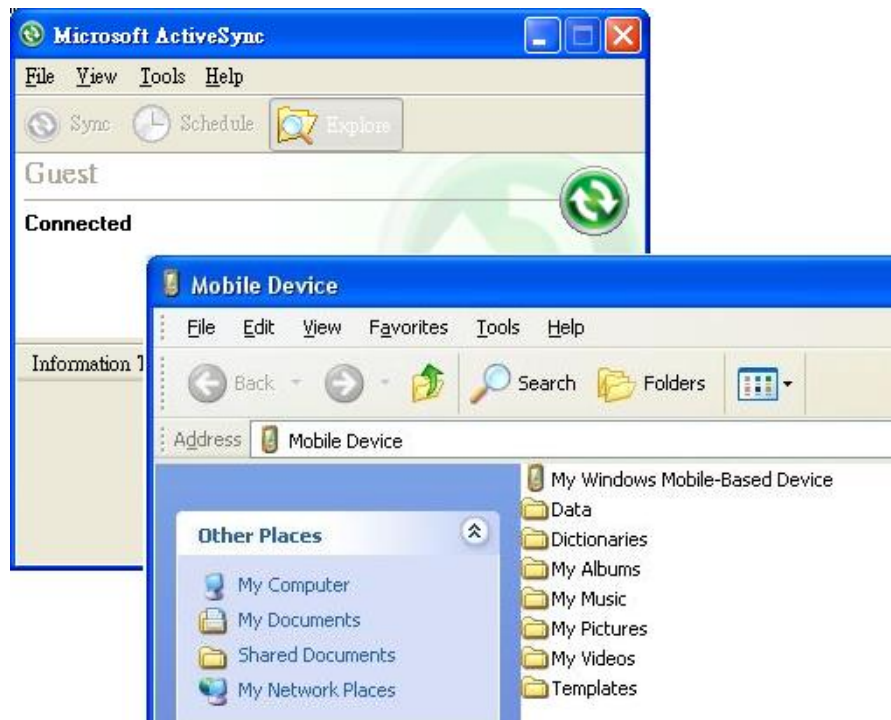 Microsoft ActiveSync
File View Tools Help
Sync Schedule Explore
Guest
Connected
Information T
Mobile Device
File Edit View Favorites Tools Help
Back Search Folders
Address Mobile Device
Other Places
My Computer
My Documents
Shared Documents
My Network Places
My Windows Mobile-Based Device
Data
Dictionaries
My Albums
My Music
My Pictures
My Videos
Templates